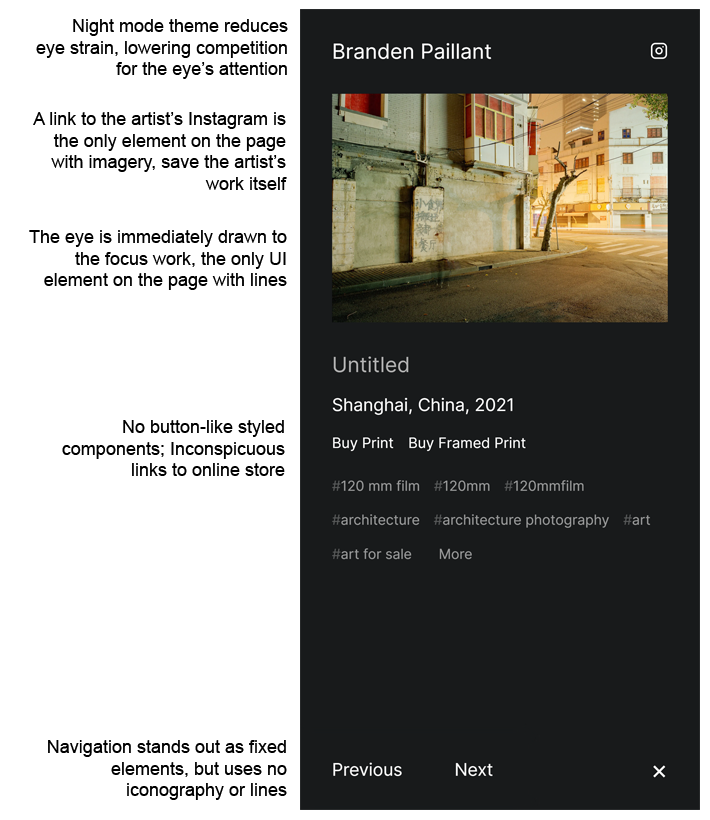 Night mode theme reduces
eye strain, lowering competition
for the eye's attention
A link to the artist's Instagram is
the only element on the page
with imagery, save the artist's
work itself
The eye is immediately drawn to
the focus work, the only UI
element on the page with lines
No button-like styled
components; Inconspicuous
links to online store
Navigation stands out as fixed
elements, but uses no
iconography or lines
Branden Paillant
Untitled
Shanghai, China, 2021
Buy Print Buy Framed Print
#120 mm film #120mm #120mmfilm
#architecture #architecture photography #art
#art for sale More
Previous Next